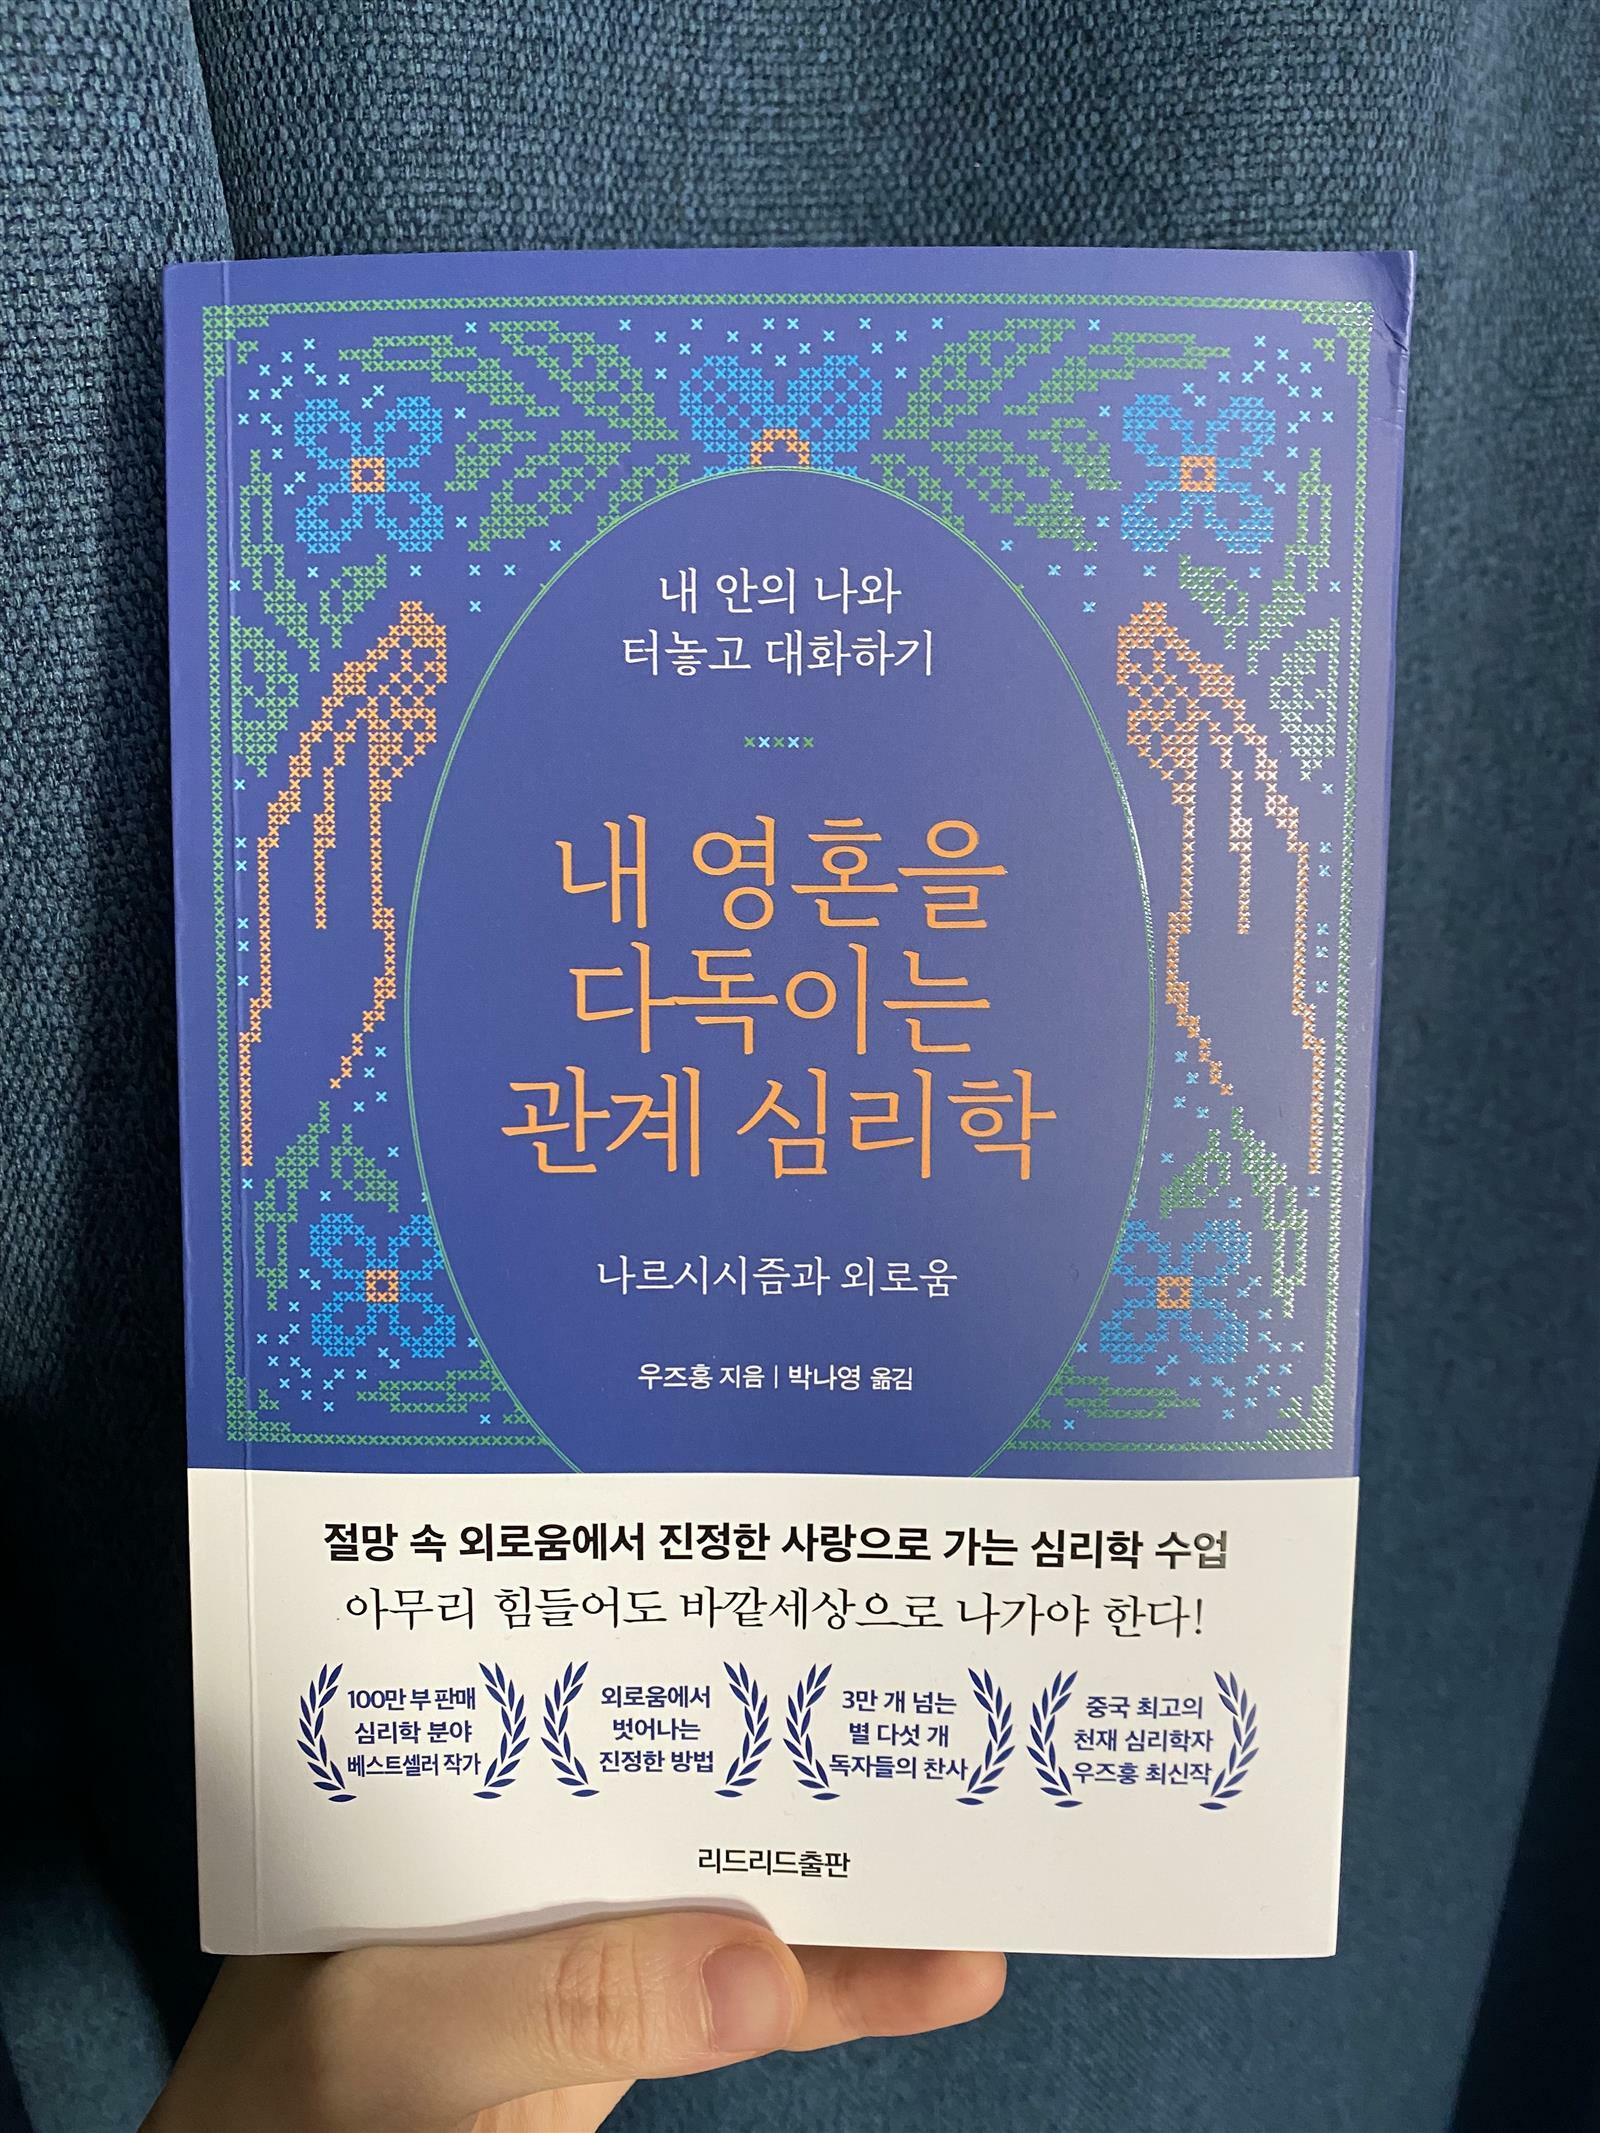 내 안의 나와
터놓고 대화하기
내 영혼을
다독이는
관계 심리학
나르시시즘과 외로움
우즈훙 지음 | 박나영 옮김
절망 속 외로움에서 진정한 사랑으로 가는 심리학 수업
아무리 힘들어도 바깥세상으로 나가야 한다!
100만 부 판매
심리학 분야
베스트셀러 작가
외로움에서
벗어나는
진정한 방법
3만 개 넘는
별 다섯 개
독자들의 찬사
중국 최고의
천재 심리학자
우즈훙 최신작
리드리드출판